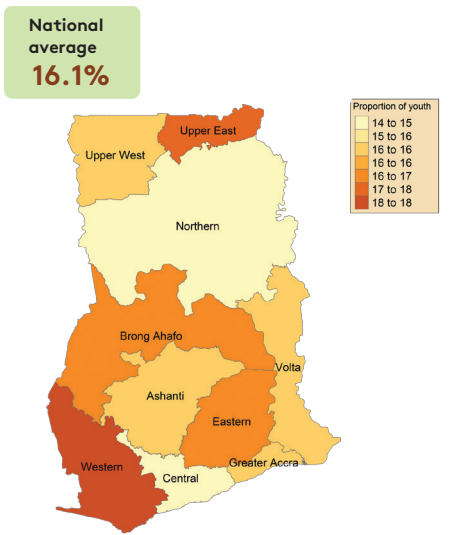 National
average
16.1%
Proportion of youth
14 to 15
15 to 16
16 to 16
16 to 16
16 to 17
17 to 18
18 to 18
Upper East
Upper West
Northern
Brong Ahafo
Volta
Ashanti
Eastern
Greater Accra
Western
Central